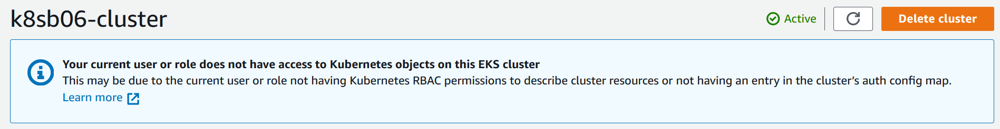 k8sb06-cluster
Active
Delete cluster
Your current user or role does not have access to Kubernetes objects on this EKS cluster
This may be due to the current user or role not having Kubernetes RBAC permissions to describe cluster resources or not having an entry in the cluster’s auth config map.
Learn more